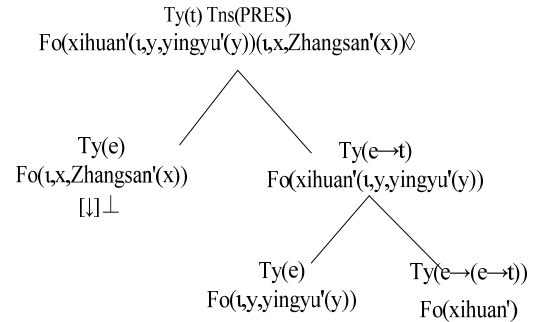 Ty(t) Tns(PRES)
Fo(xihuan'(ι,y,yingyu'(y))(ι,x,Zhangsan'(x))◊
Ty(e)
Fo(ι,x,Zhangsan'(x))
[↓]⊥
Ty(e→t)
Fo(xihuan'(ι,y,yingyu'(y))
Ty(e)
Fo(ι,y,yingyu'(y))
Ty(e→(e→t))
Fo(xihuan')